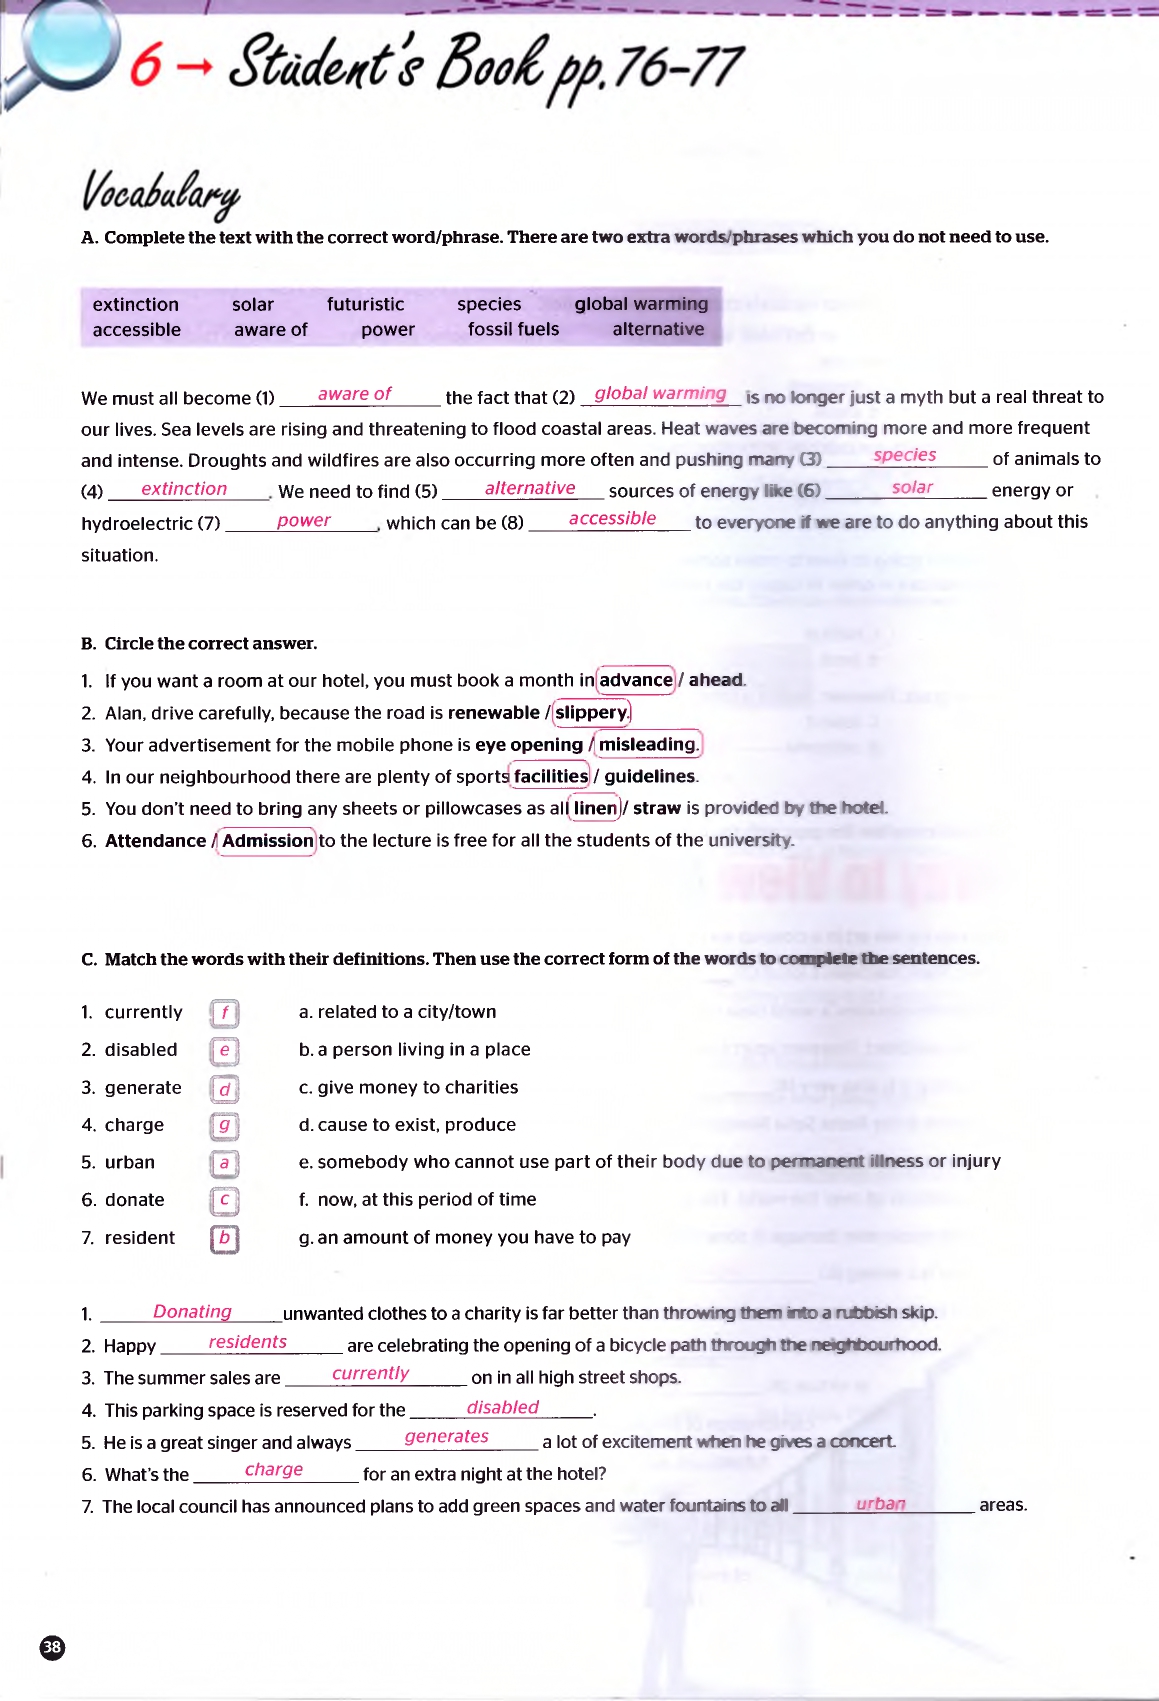 6 → Student's Book pp.76-77
Vocabulary
A. Complete the text with the correct word/phrase. There are two extra words/phrases which you do not need to use.
extinction solar futuristic species global warming
accessible aware of power fossil fuels alternative
We must all become (1) aware of the fact that (2) global warming is no longer just a myth but a real threat to
our lives. Sea levels are rising and threatening to flood coastal areas. Heat waves are becoming more and more frequent
and intense. Droughts and wildfires are also occurring more often and pushing many (3) species of animals to
(4) extinction. We need to find (5) alternative sources of energy like (6) solar energy or
hydroelectric (7) power, which can be (8) accessible to everyone if we are to do anything about this
situation.
B. Circle the correct answer.
1. If you want a room at our hotel, you must book a month in advance / ahead.
2. Alan, drive carefully, because the road is renewable / slippery.
3. Your advertisement for the mobile phone is eye opening / misleading.
4. In our neighbourhood there are plenty of sports facilities / guidelines.
5. You don't need to bring any sheets or pillowcases as all linen / straw is provided by the hotel.
6. Attendance / Admission to the lecture is free for all the students of the university.
C. Match the words with their definitions. Then use the correct form of the words to complete the sentences.
1. currently f a. related to a city/town
2. disabled e b. a person living in a place
3. generate d c. give money to charities
4. charge g d. cause to exist, produce
5. urban a e. somebody who cannot use part of their body due to permanent illness or injury
6. donate c f. now, at this period of time
7. resident b g. an amount of money you have to pay
1. Donating unwanted clothes to a charity is far better than throwing them into a rubbish skip.
2. Happy residents are celebrating the opening of a bicycle path through the neighbourhood.
3. The summer sales are currently on in all high street shops.
4. This parking space is reserved for the disabled.
5. He is a great singer and always generates a lot of excitement when he gives a concert.
6. What's the charge for an extra night at the hotel?
7. The local council has announced plans to add green spaces and water fountains to all urban areas.
38